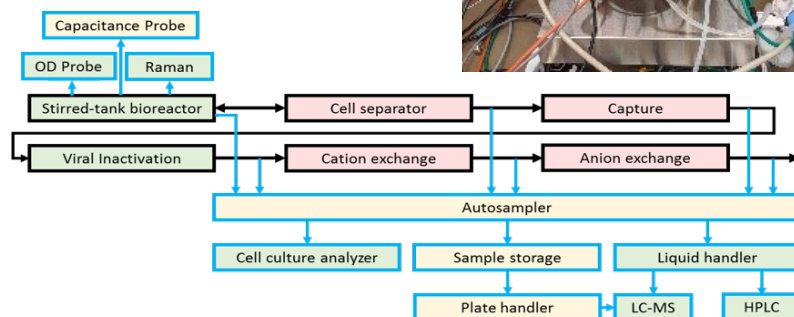 Capacitance Probe
OD Probe
Raman
Stirred-tank bioreactor
Cell separator
Capture
Viral Inactivation
Cation exchange
Anion exchange
Autosampler
Cell culture analyzer
Sample storage
Liquid handler
Plate handler
LC-MS
HPLC